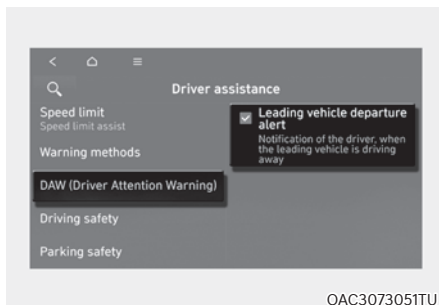 Driver assistance
Speed limit
Speed limit assist
Warning methods
DAW (Driver Attention Warning)
Driving safety
Parking safety
Leading vehicle departure
alert
Notification of the driver, when
the leading vehicle is driving
away
OAC3073051TU